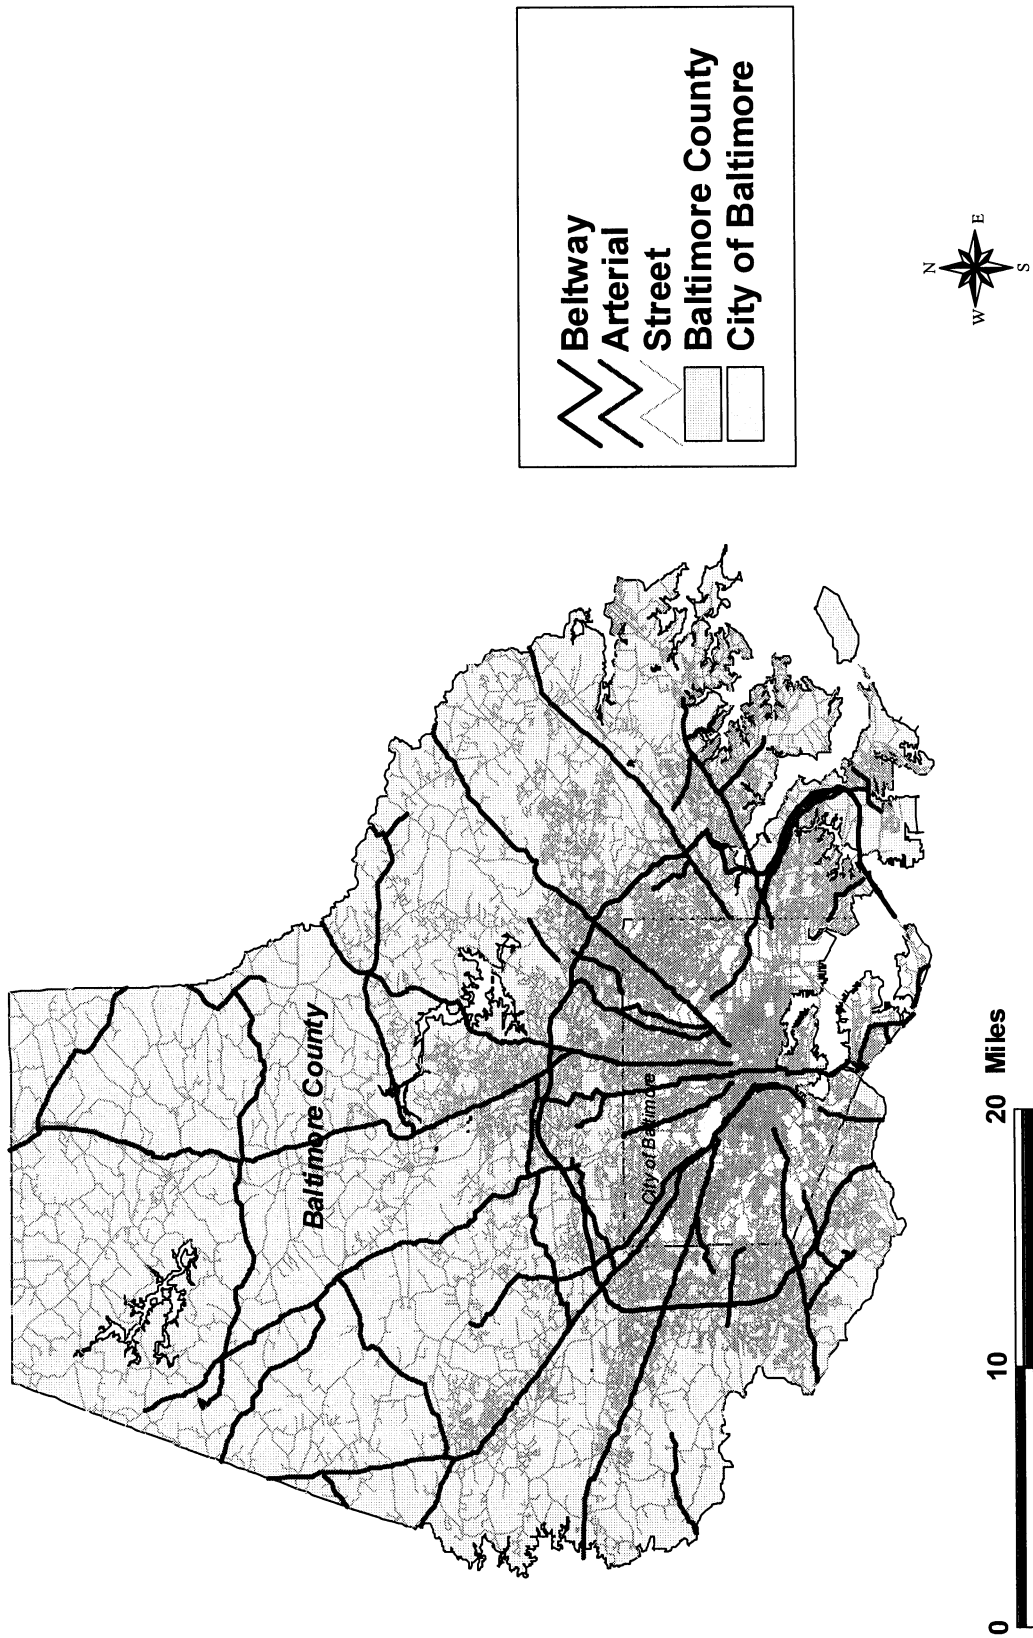 Beltway
Arterial
Street
Baltimore County
City of Baltimore
N
W
E
S
Baltimore County
City of Baltimore
0
10
20 Miles